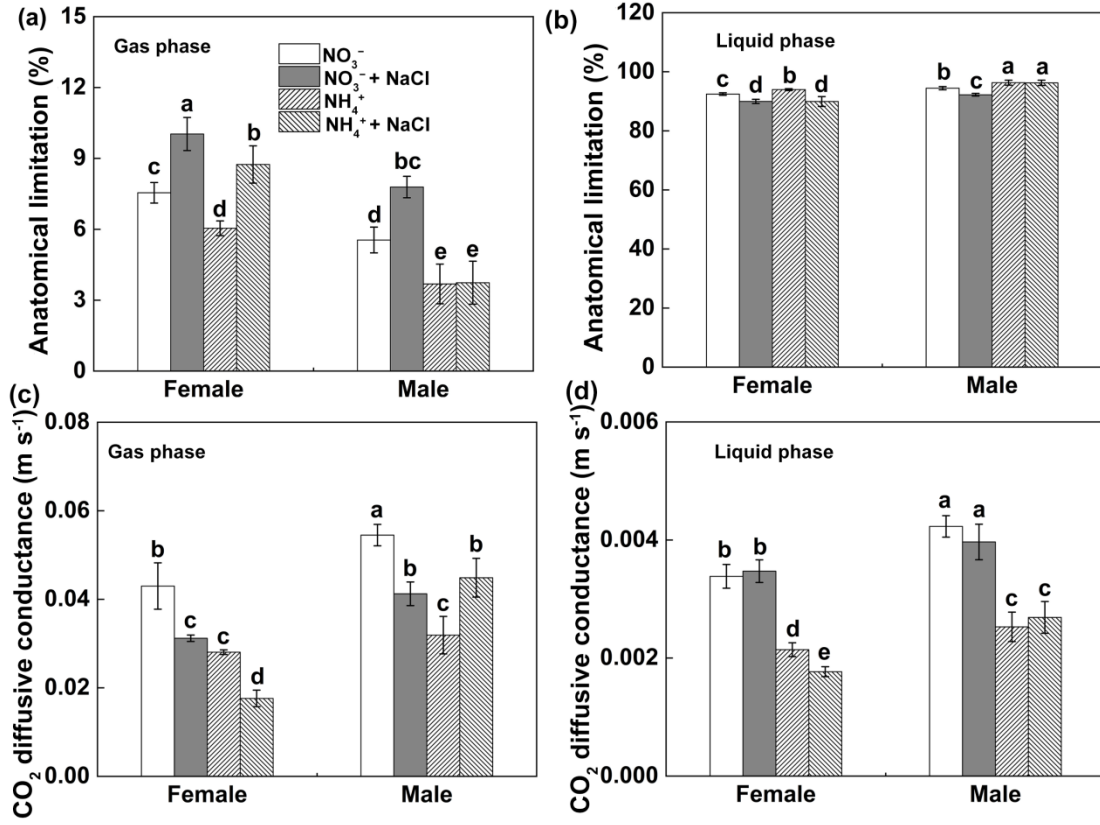 (a)
Anatomical limitation (%)
15
12
9
6
3
0
Gas phase
NO₃⁻
NO₃⁻ + NaCl
NH₄⁺
NH₄⁺ + NaCl
c
a
d
b
d
bc
e
e
Female
Male
(b)
Anatomical limitation (%)
120
100
80
60
40
20
0
Liquid phase
c
d
b
d
b
c
a
a
Female
Male
(c)
CO₂ diffusive conductance (m s⁻¹)
0.08
0.06
0.04
0.02
0.00
Gas phase
b
c
c
d
a
b
c
b
Female
Male
(d)
CO₂ diffusive conductance (m s⁻¹)
0.006
0.004
0.002
0.000
Liquid phase
b
b
d
e
a
a
c
c
Female
Male